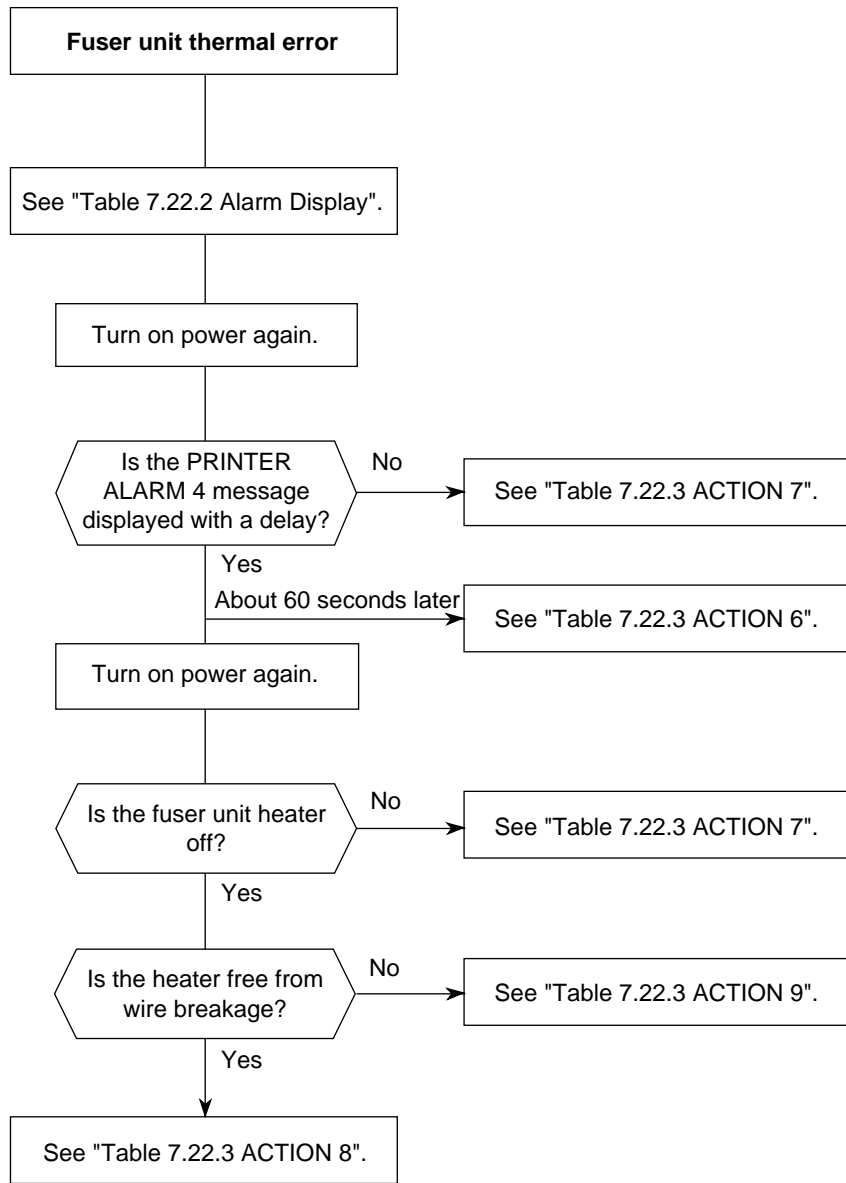 Fuser unit thermal error
See "Table 7.22.2 Alarm Display".
Turn on power again.
Is the PRINTER
ALARM 4 message
displayed with a delay?
No
See "Table 7.22.3 ACTION 7".
Yes
About 60 seconds later
See "Table 7.22.3 ACTION 6".
Turn on power again.
Is the fuser unit heater
off?
No
See "Table 7.22.3 ACTION 7".
Yes
Is the heater free from
wire breakage?
No
See "Table 7.22.3 ACTION 9".
Yes
See "Table 7.22.3 ACTION 8".